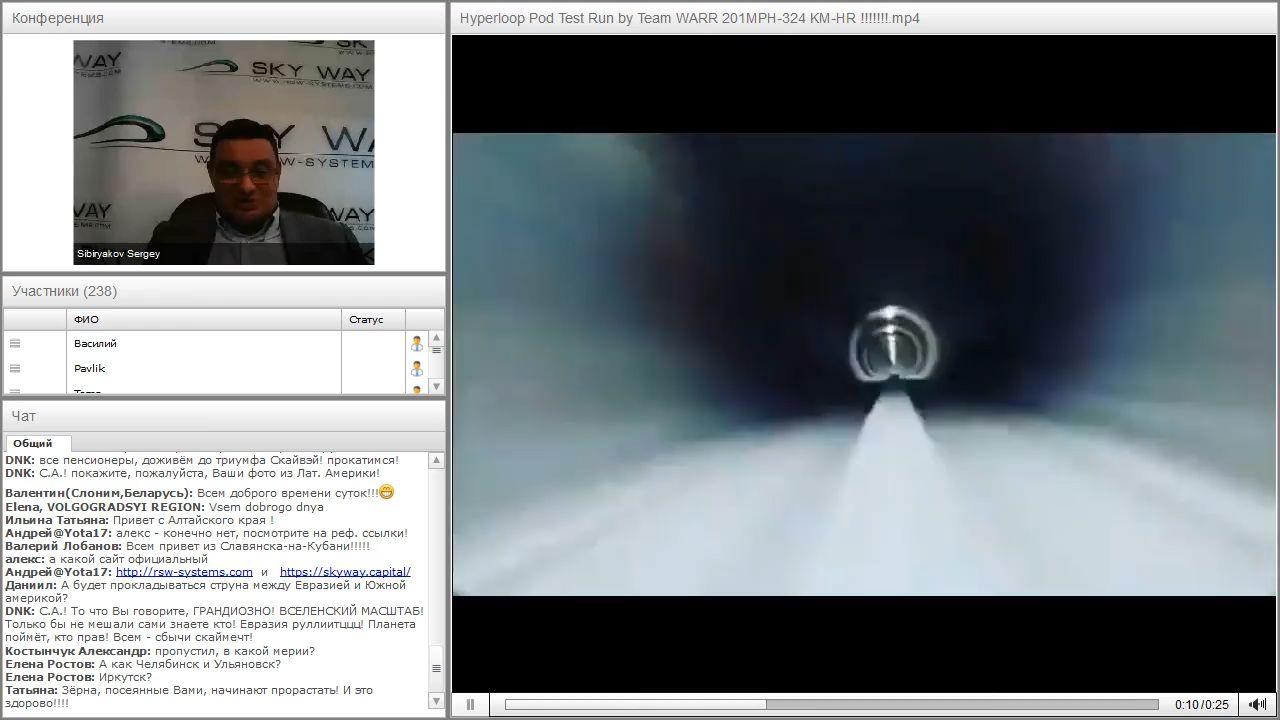 Конференция
Hyperloop Pod Test Run by Team WARR 201MPH-324 KM-HR !!!!!!!.mp4
SKY WAY
SKY WAY
WAY
WAY
Sibiryakov Sergey
Участники (238)
ФИО
Статус
Василий
Pavlik
Чат
Общий
DNK: все пенсионеры, доживём до триумфа Скайвэй! прокатимся!
DNK: С.А.! покажите, пожалуйста, Ваши фото из Лат. Америки!
Валентин(Слоним,Беларусь): Всем доброго времени суток!!!
Elena, VOLGOGRADSYI REGION: Vsem dobrogo dnya
Ильина Татьяна: Привет с Алтайского края !
Андрей@Yota17: алекс - конечно нет, посмотрите на реф. ссылки!
Валерий Лобанов: Всем привет из Славянска-на-Кубани!!!!!
алекс: а какой сайт официальный
Андрей@Yota17: http://rsw-systems.com и https://skyway.capital/
Даниил: А будет прокладываться струна между Евразией и Южной
америкой?
DNK: С.А.! То что Вы говорите, ГРАНДИОЗНО! ВСЕЛЕНСКИЙ МАСШТАБ!
Только бы не мешали сами знаете кто! Евразия руллиитццц! Планета
поймёт, кто прав! Всем - сбычи скаймечт!
Костынчук Александр: пропустил, в какой мерии?
Елена Ростов: А как Челябинск и Ульяновск?
Елена Ростов: Иркутск?
Татьяна: Зёрна, посеянные Вами, начинают прорастать! И это
здорово!!!!
0:10/0:25